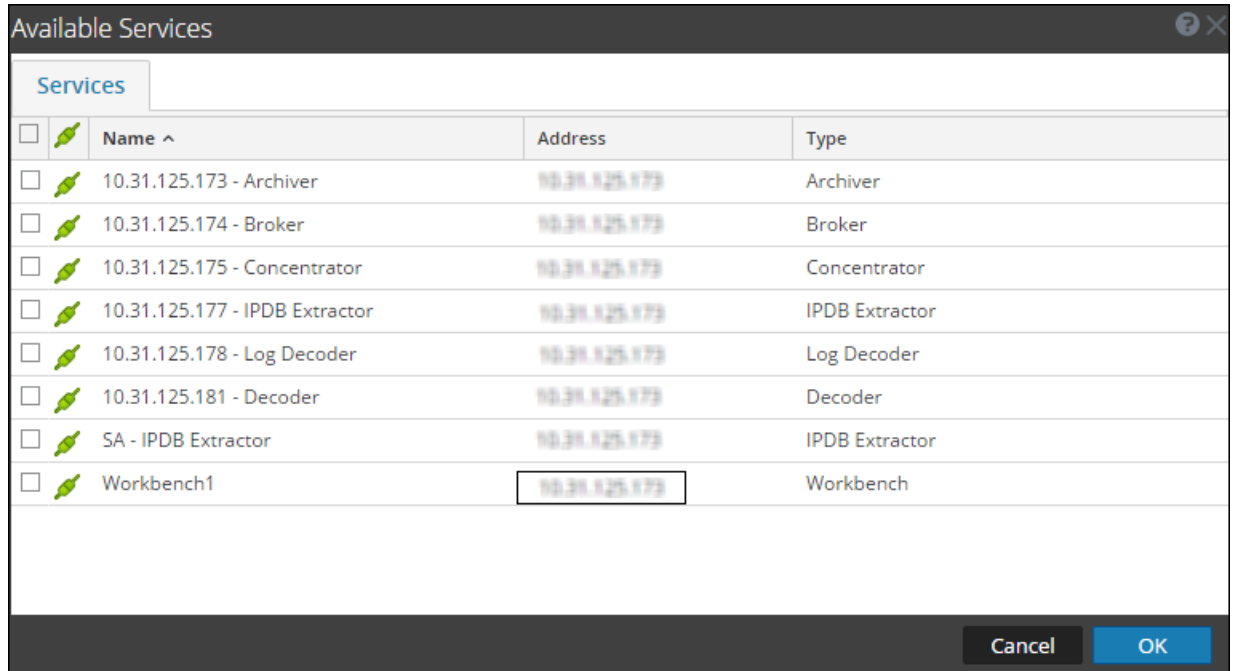 Available Services
Services
Name Address Type
10.31.125.173 - Archiver Archiver
10.31.125.174 - Broker Broker
10.31.125.175 - Concentrator Concentrator
10.31.125.177 - IPDB Extractor IPDB Extractor
10.31.125.178 - Log Decoder Log Decoder
10.31.125.181 - Decoder Decoder
SA - IPDB Extractor IPDB Extractor
Workbench1 Workbench
Cancel OK